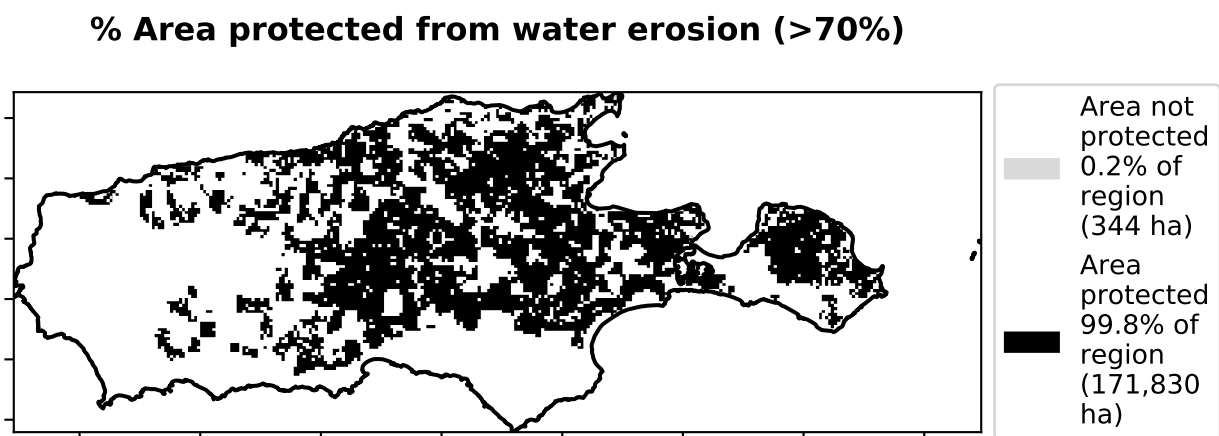 % Area protected from water erosion (>70%)
Area not
protected
0.2% of
region
(344 ha)
Area
protected
99.8% of
region
(171,830
ha)